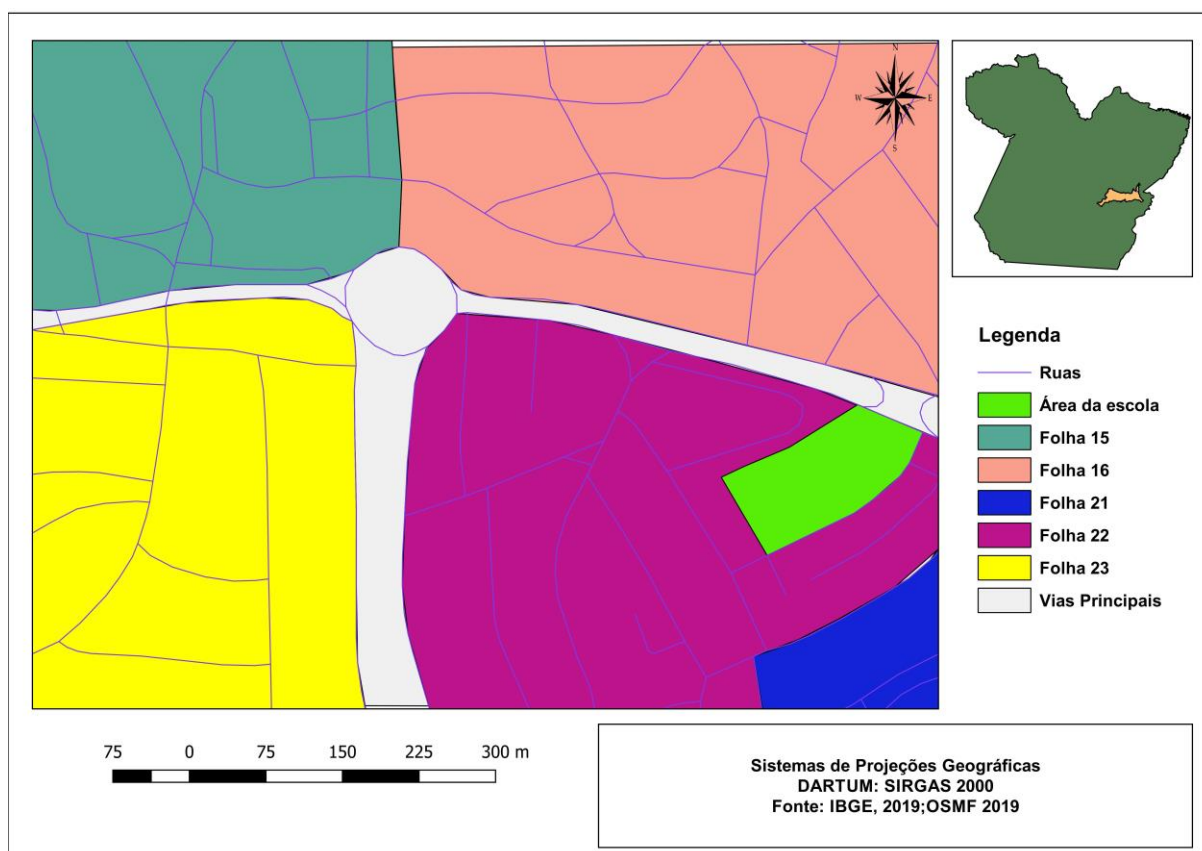 N
W E
S
Legenda
Ruas
Área da escola
Folha 15
Folha 16
Folha 21
Folha 22
Folha 23
Vias Principais
75 0 75 150 225 300 m
Sistemas de Projeções Geográficas
DARTUM: SIRGAS 2000
Fonte: IBGE, 2019;OSMF 2019